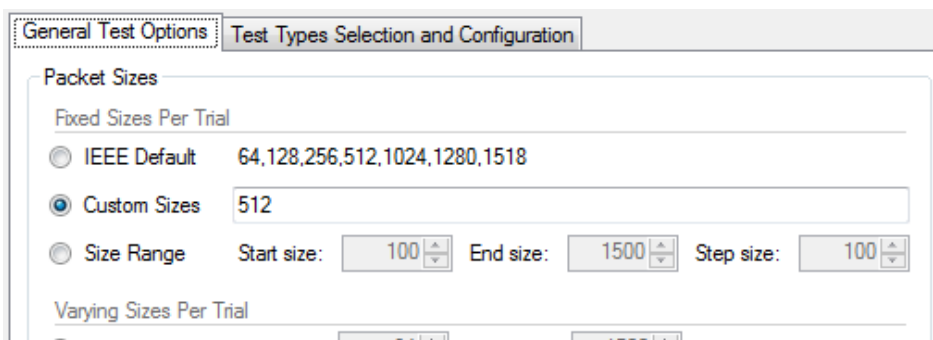 General Test Options Test Types Selection and Configuration
Packet Sizes
Fixed Sizes Per Trial
IEEE Default 64,128,256,512,1024,1280,1518
Custom Sizes 512
Size Range Start size: 100 End size: 1500 Step size: 100
Varying Sizes Per Trial